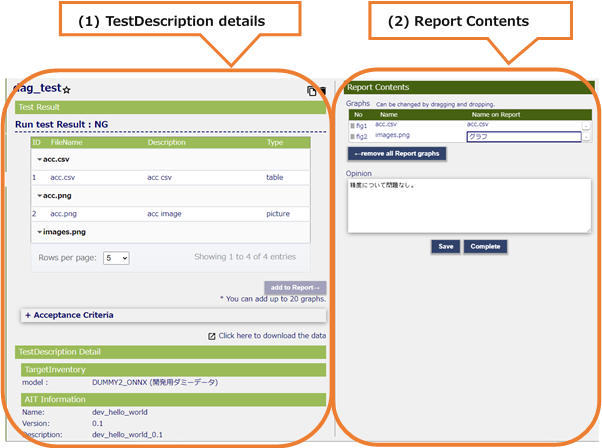 (1) TestDescription details
(2) Report Contents
dag_test
Test Result
Run test Result : NG
ID FileName Description Type
acc.csv
1 acc.csv acc csv table
acc.png
2 acc.png acc image picture
images.png
Rows per page: 5 Showing 1 to 4 of 4 entries
add to Report→
* You can add up to 20 graphs.
+ Acceptance Criteria
Click here to download the data
TestDescription Detail
TargetInventory
model : DUMMY2_ONNX (開発用ダミーデータ)
AIT Information
Name: dev_hello_world
Version: 0.1
Description: dev_hello_world_0.1
Report Contents
Graphs Can be changed by dragging and dropping.
No Name Name on Report
fig1 acc.csv acc.csv -
fig2 images.png グラフ -
←remove all Report graphs
Opinion
精度について問題なし。
Save Complete